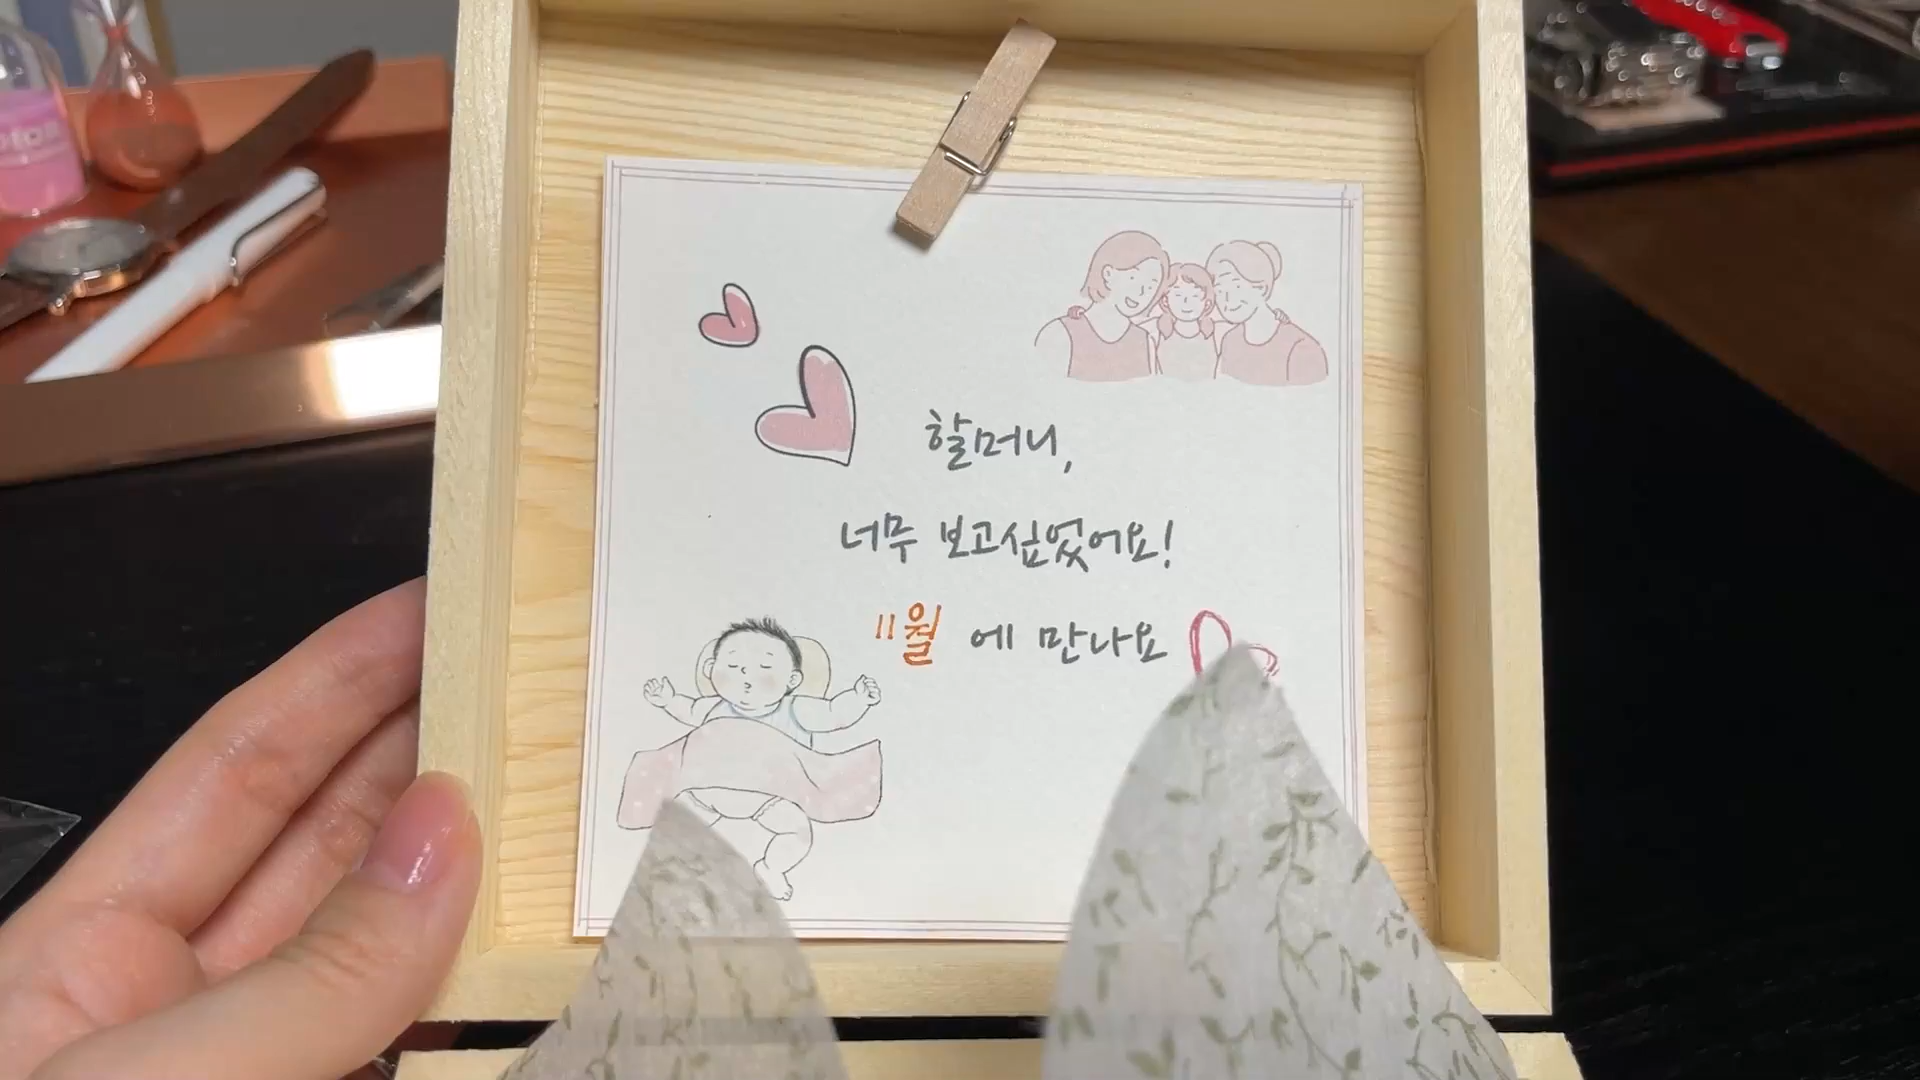 할머니,
너무 보고싶었어요!
11월 에 만나요